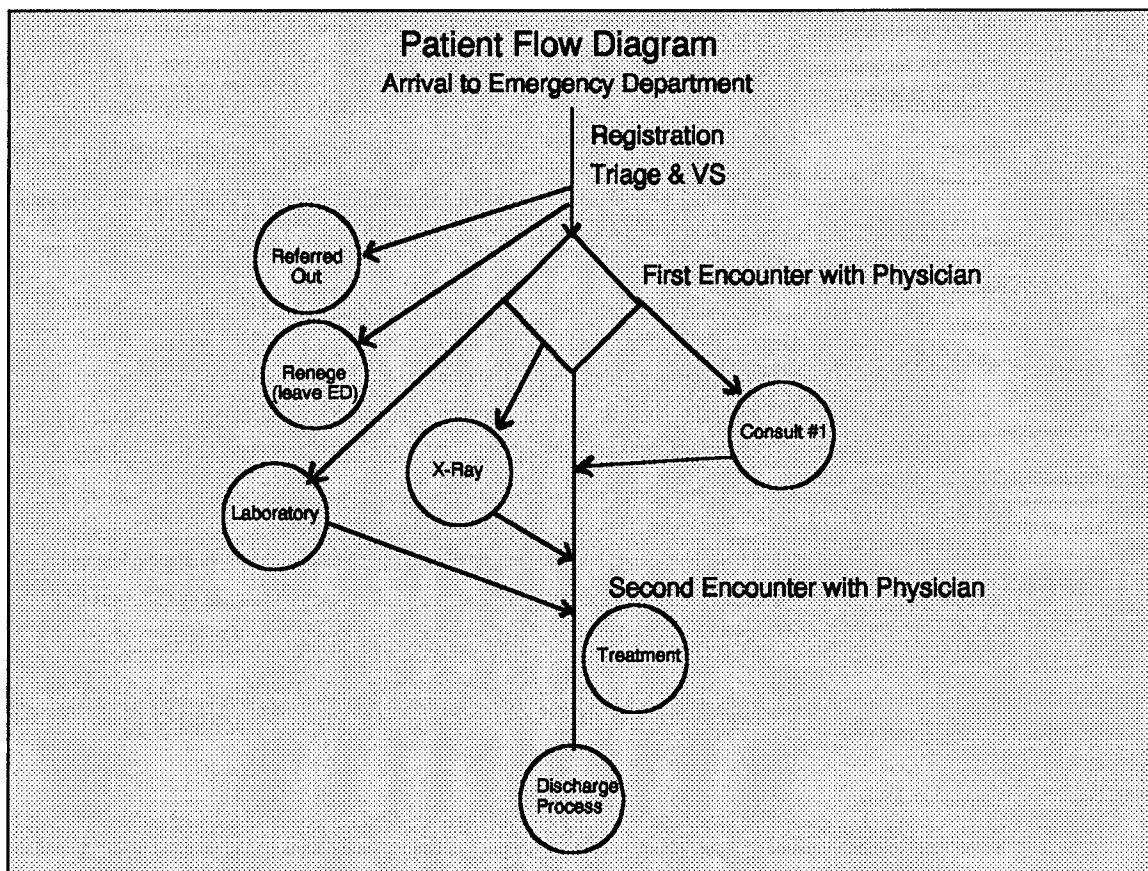 Patient Flow Diagram
Arrival to Emergency Department
Registration
Triage & VS
Referred
Out
First Encounter with Physician
Renege
(leave ED)
Consult #1
X-Ray
Laboratory
Second Encounter with Physician
Treatment
Discharge
Process